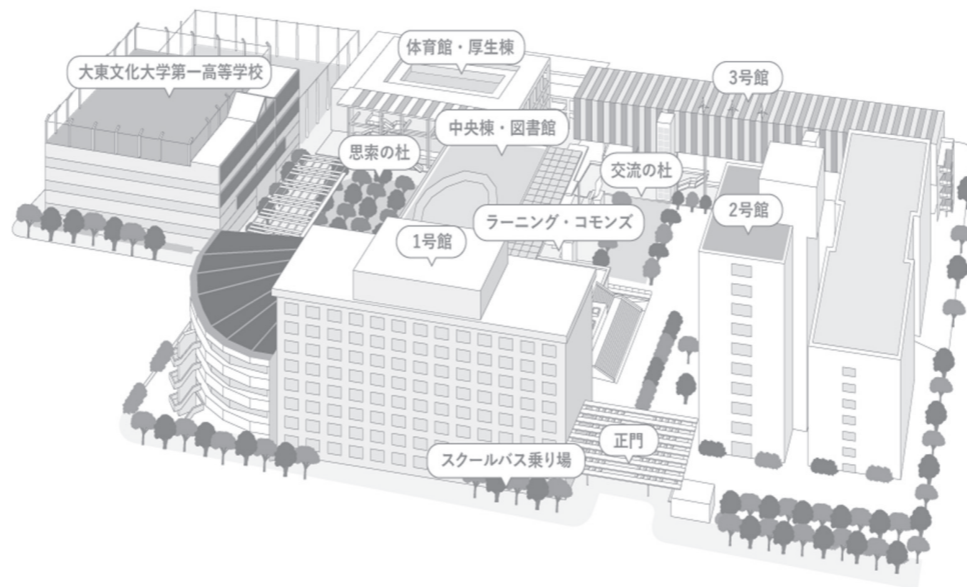 体育館・厚生棟
大東文化大学第一高等学校
3号館
中央棟・図書館
思索の杜
交流の杜
ラーニング・コモンズ
2号館
1号館
正門
スクールバス乗り場